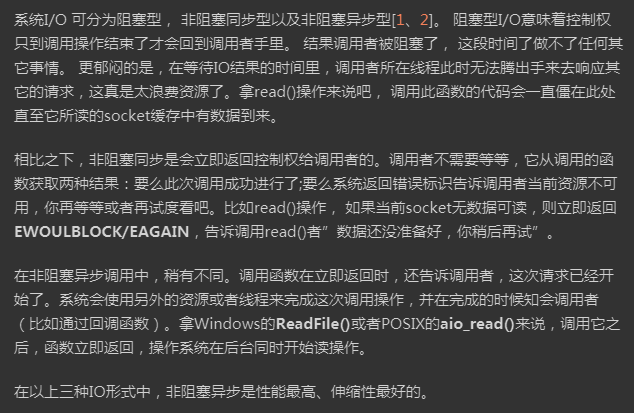 系统I/O 可分为阻塞型， 非阻塞同步型以及非阻塞异步型[1、2]。 阻塞型I/O意味着控制权
只到调用操作结束了才会回到调用者手里。 结果调用者被阻塞了， 这段时间了做不了任何其
它事情。 更郁闷的是，在等待IO结果的时间里，调用者所在线程此时无法腾出手来去响应其
它的请求，这真是太浪费资源了。拿read()操作来说吧， 调用此函数的代码会一直僵在此处
直至它所读的socket缓存中有数据到来。
相比之下，非阻塞同步是会立即返回控制权给调用者的。调用者不需要等等，它从调用的函
数获取两种结果：要么此次调用成功进行了;要么系统返回错误标识告诉调用者当前资源不可
用，你再等等或者再试度看吧。比如read()操作， 如果当前socket无数据可读，则立即返回
EWOULBLOCK/EAGAIN，告诉调用read()者”数据还没准备好，你稍后再试”。
在非阻塞异步调用中，稍有不同。调用函数在立即返回时，还告诉调用者，这次请求已经开
始了。系统会使用另外的资源或者线程来完成这次调用操作，并在完成的时候知会调用者
（比如通过回调函数）。拿Windows的ReadFile()或者POSIX的aio_read()来说，调用它之
后，函数立即返回，操作系统在后台同时开始读操作。
在以上三种IO形式中，非阻塞异步是性能最高、伸缩性最好的。